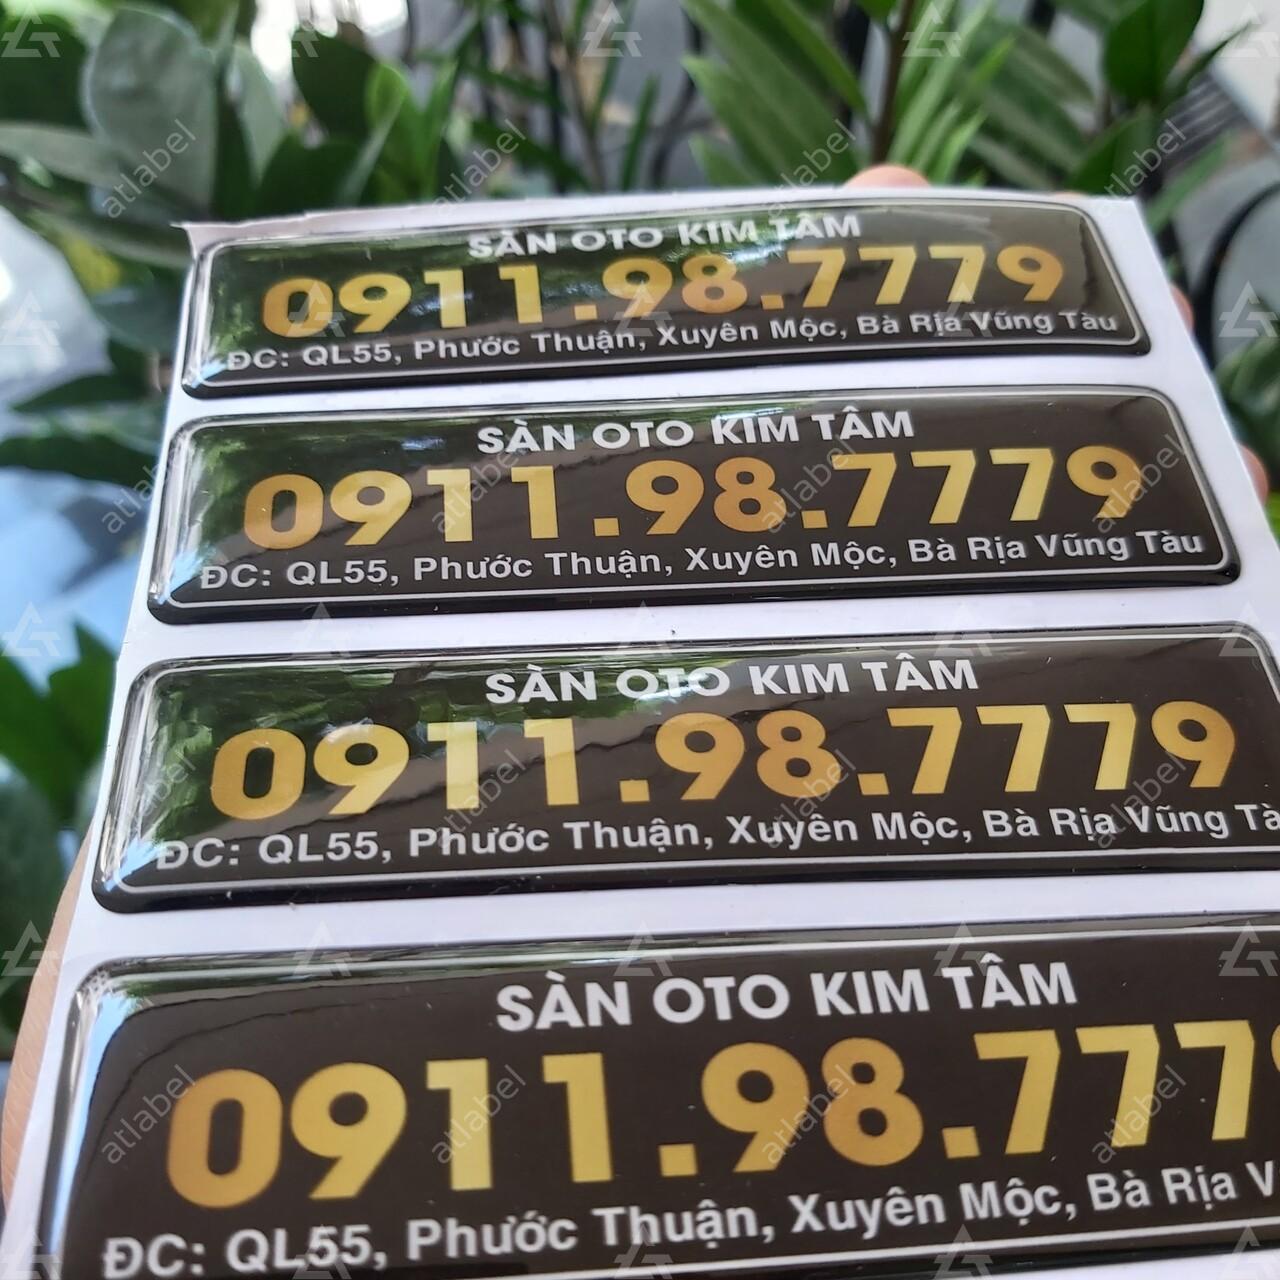 SÀN OTO KIM TÂM
0911.98.7779
ĐC: QL55, Phước Thuận, Xuyên Mộc, Bà Rịa Vũng Tàu
SÀN OTO KIM TÂM
0911.98.7779
ĐC: QL55, Phước Thuận, Xuyên Mộc, Bà Rịa Vũng Tàu
SÀN OTO KIM TÂM
0911.98.7779
ĐC: QL55, Phước Thuận, Xuyên Mộc, Bà Rịa Vũng Tà
SÀN OTO KIM TÂM
0911.98.7779
ĐC: QL55, Phước Thuận, Xuyên Mộc, Bà Rịa V
atlabel